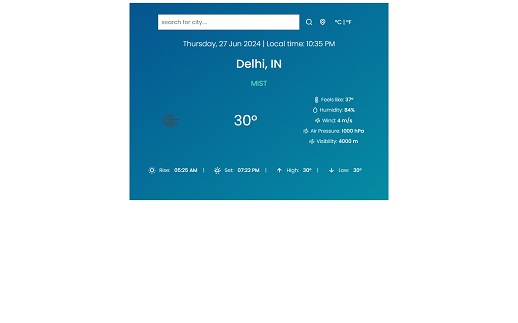 search for city...
°C | °F
Thursday, 27 Jun 2024 | Local time: 10:35 PM
Delhi, IN
MIST
30°
Feels like: 37°
Humidity: 84%
Wind: 4 m/s
Air Pressure: 1000 hPa
Visibility: 4000 m
Rise: 05:25 AM | Set: 07:22 PM | High: 30° | Low: 30°